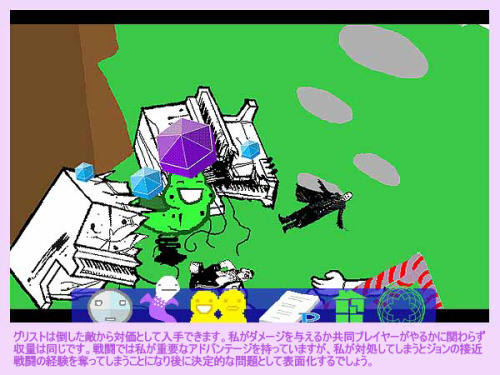 グリストは倒した敵から対価として入手できます。私がダメージを与えるか共同プレイヤーがやるかに関わらず
収量は同じです。戦闘では私が重要なアドバンテージを持っていますが、私が対処してしまうとジョンの接近
戦闘の経験を奪ってしまうことになり後に決定的な問題として表面化するでしょう。